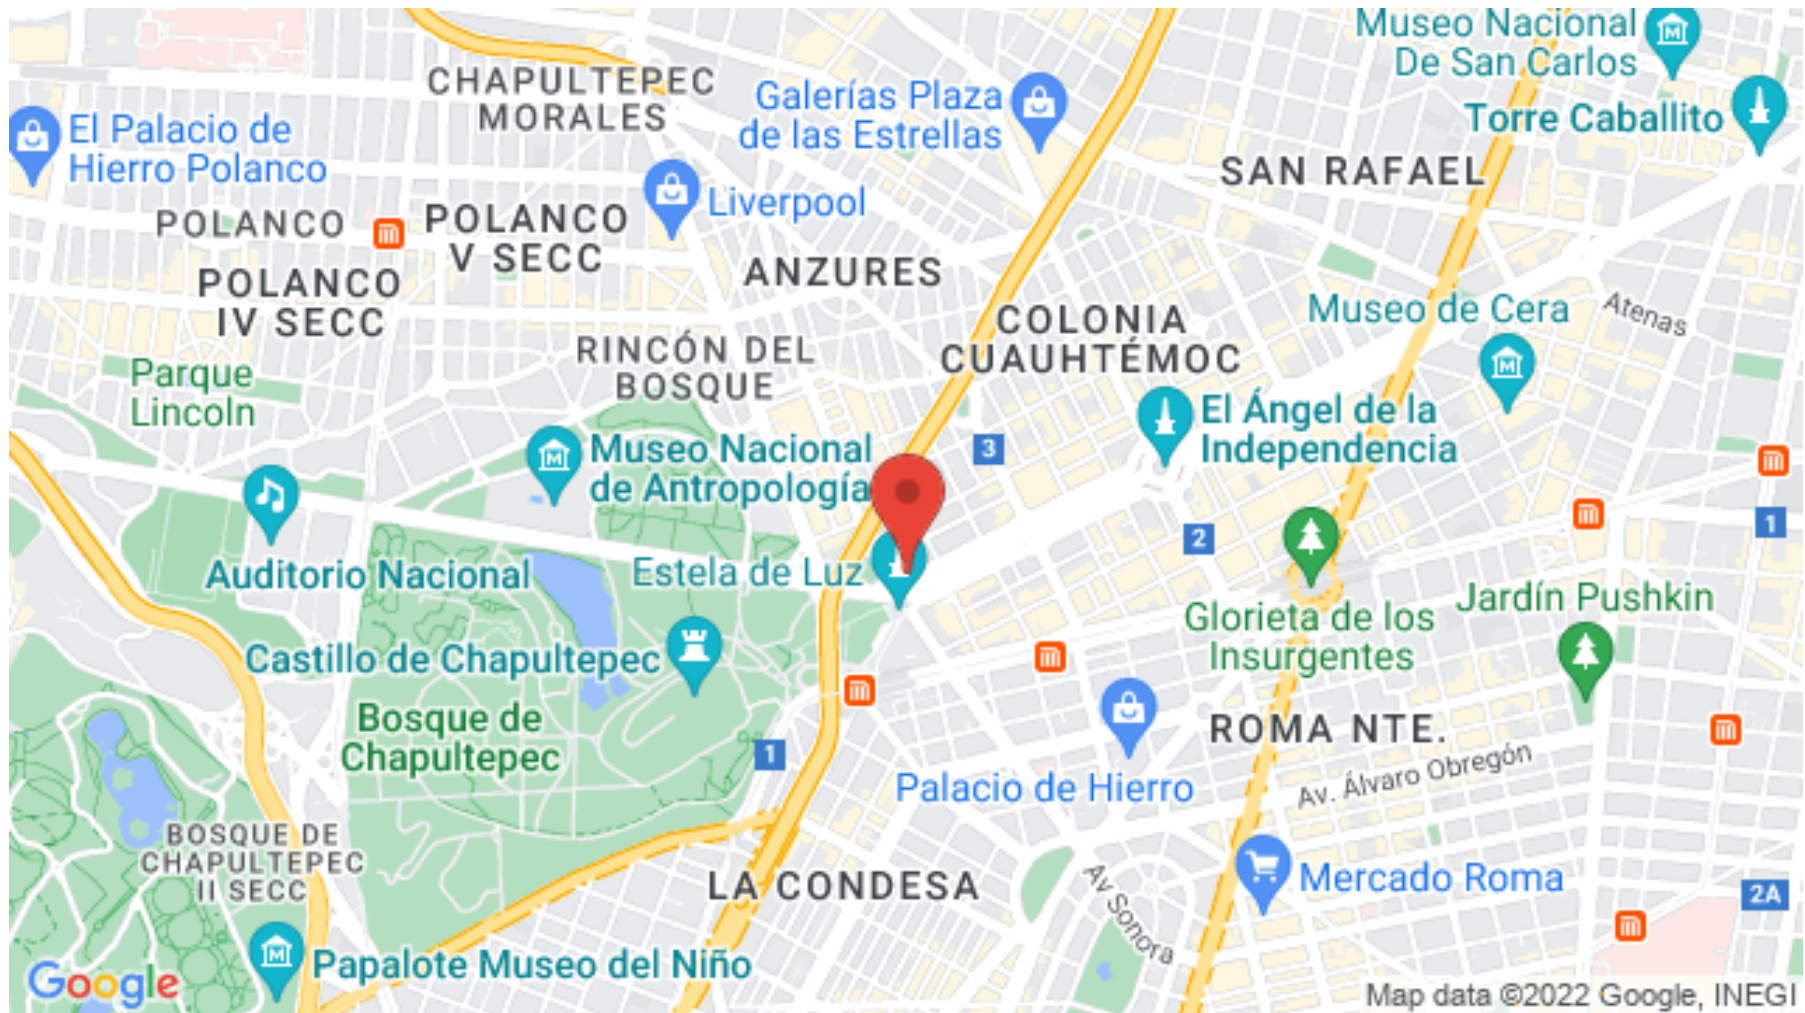 Museo Nacional
De San Carlos
CHAPULTEPEC
MORALES
Galerías Plaza
de las Estrellas
Torre Caballito
El Palacio de
Hierro Polanco
SAN RAFAEL
Liverpool
POLANCO
POLANCO
V SECC
ANZURES
POLANCO
IV SECC
COLONIA
CUAUHTÉMOC
Museo de Cera
Atenas
RINCÓN DEL
BOSQUE
Parque
Lincoln
El Ángel de la
Independencia
Museo Nacional
de Antropología
3
2
1
Auditorio Nacional
Estela de Luz
Glorieta de los
Insurgentes
Jardín Pushkin
Castillo de Chapultepec
Bosque de
Chapultepec
1
ROMA NTE.
Palacio de Hierro
Av. Álvaro Obregón
BOSQUE DE
CHAPULTEPEC
II SECC
LA CONDESA
Av Sonora
Mercado Roma
2A
Papalote Museo del Niño
Google
Map data ©2022 Google, INEGI